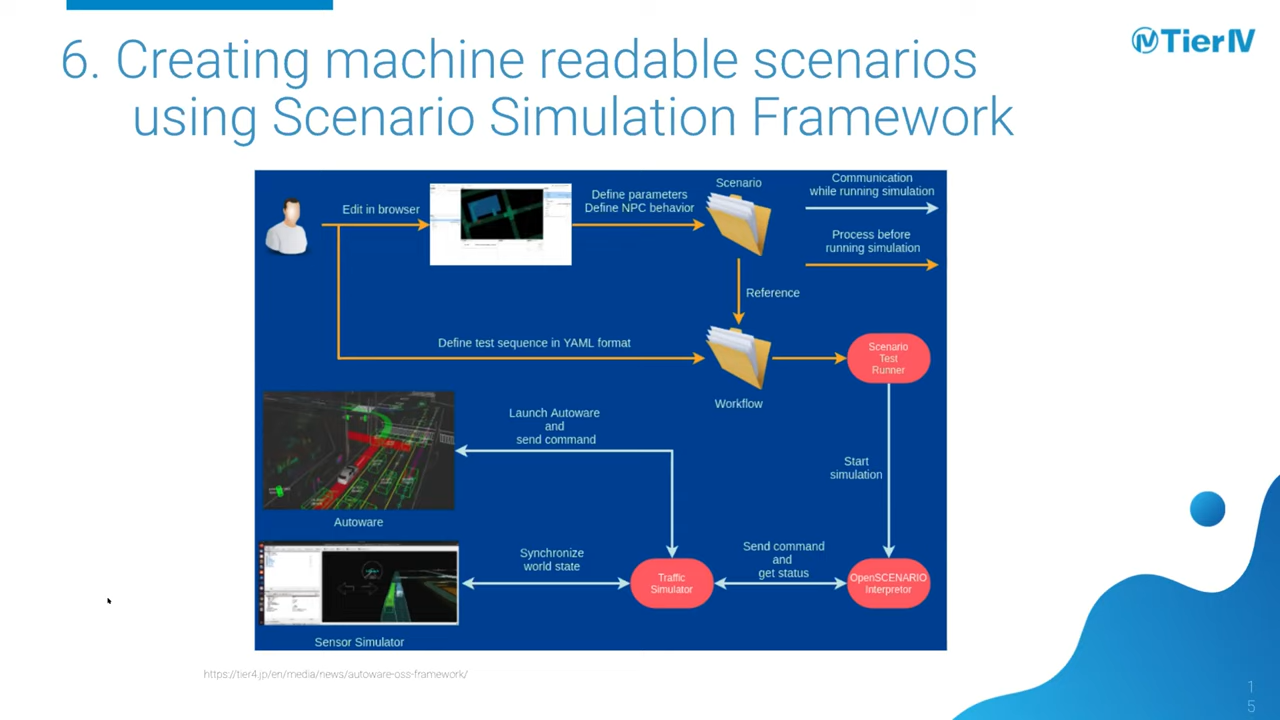 TierIV
6. Creating machine readable scenarios
using Scenario Simulation Framework
Edit in browser
Define parameters
Define NPC behavior
Scenario
Communication
while running simulation
Process before
running simulation
Reference
Define test sequence in YAML format
Workflow
Scenario
Test
Runner
Launch Autoware
and
send command
Autoware
Start
simulation
Synchronize
world state
Traffic
Simulator
Send command
and
get status
OpenSCENARIO
Interpretor
Sensor Simulator
https://tier4.jp/en/media/news/autoware-oss-framework/
1
5